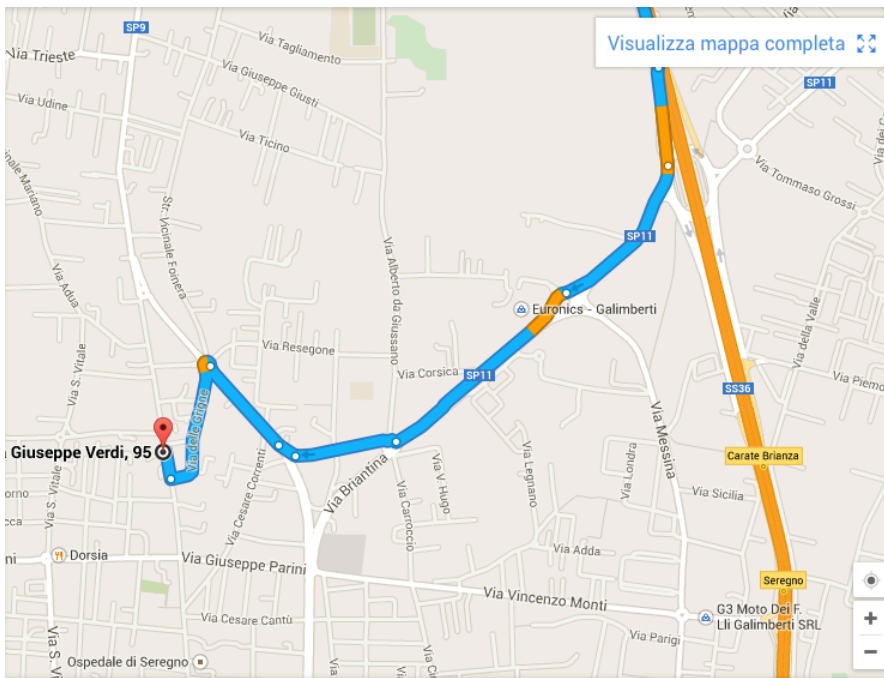 SP9
Via Tagliamento
Via Trieste
Via Giuseppe Giusti
Via Udine
Via Ticino
Visualizza mappa completa
SP11
Via Tommaso Grossi
Str. Vicinale Foinera
Via Adua
Via Alberto da Giussano
SP11
Euronics - Galimberti
Via della Valle
Via S. Vitale
Via Resegone
Via Corsica
SP11
Via Piemo
SS36
Via delle Grigne
Via Messina
a Giuseppe Verdi, 95
Via Cesare Correnti
Via Briantina
Via V. Hugo
Via Legnano
Via Londra
Carate Brianza
Via S. Vitale
Via Carroccio
Via Sicilia
Dorsia
Via Giuseppe Parini
Via Adda
Via Vincenzo Monti
Seregno
Via Cesare Cantù
G3 Moto Dei F.
Lli Galimberti SRL
Via Parigi
Via S. V
Ospedale di Seregno
+
−